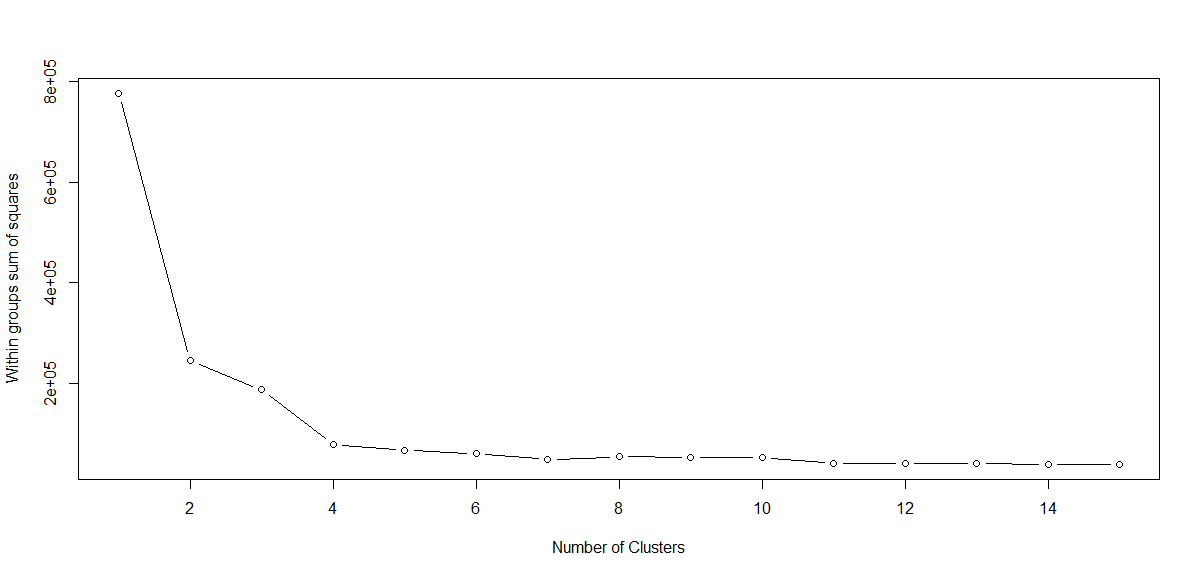 Within groups sum of squares
8e+05
6e+05
4e+05
2e+05
2 4 6 8 10 12 14
Number of Clusters